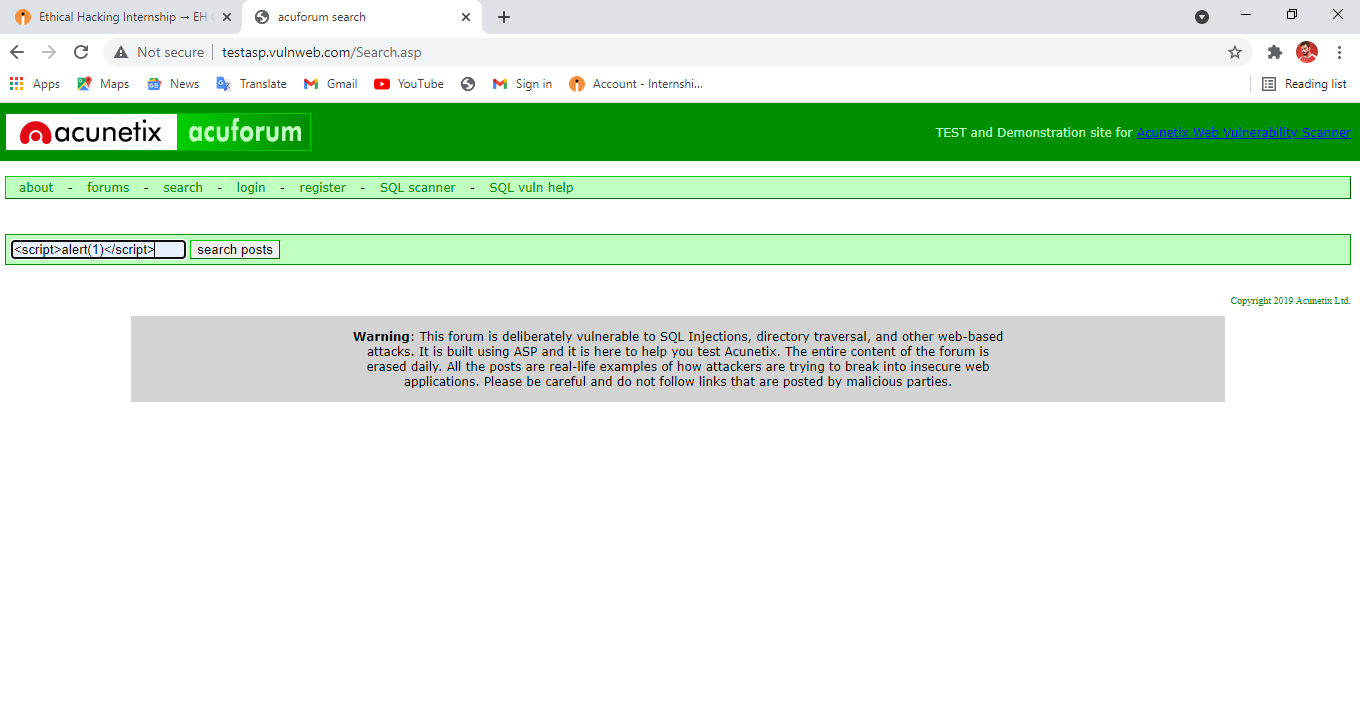 Ethical Hacking Internship → EH
acuforum search
Not secure
testasp.vulnweb.com/Search.asp
Apps
Maps
News
Translate
Gmail
YouTube
Sign in
Account - Internshi...
Reading list
acunetix acuforum
TEST and Demonstration site for Acunetix Web Vulnerability Scanner
about - forums - search - login - register - SQL scanner - SQL vuln help
<script>alert(1)</script>
search posts
Copyright 2019 Acunetix Ltd.
Warning: This forum is deliberately vulnerable to SQL Injections, directory traversal, and other web-based
attacks. It is built using ASP and it is here to help you test Acunetix. The entire content of the forum is
erased daily. All the posts are real-life examples of how attackers are trying to break into insecure web
applications. Please be careful and do not follow links that are posted by malicious parties.